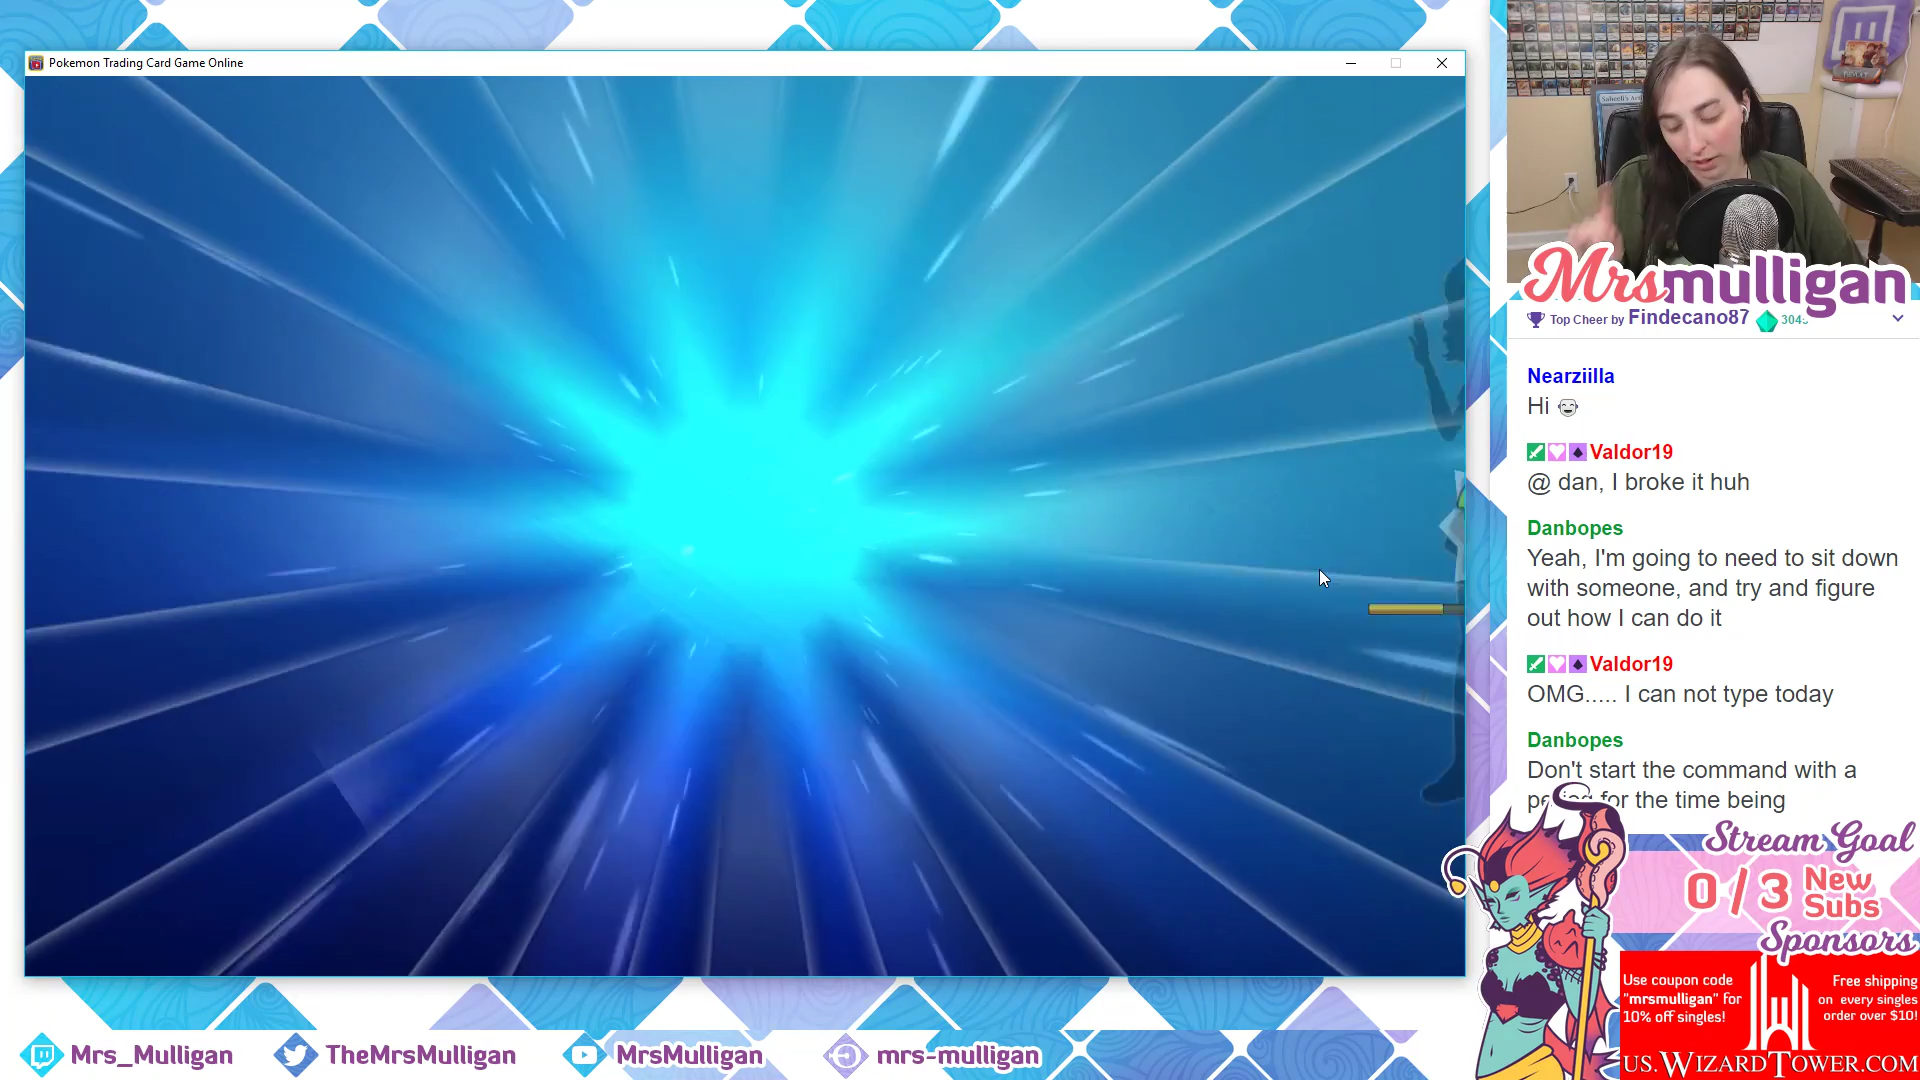 Pokemon Trading Card Game Online
Mrsmulligan
Top Cheer by Findecano87 3045
Nearziilla
Hi
Valdor19
@ dan, I broke it huh
Danbopes
Yeah, I'm going to need to sit down
with someone, and try and figure
out how I can do it
Valdor19
OMG..... I can not type today
Danbopes
Don't start the command with a
for the time being
Stream Goal
0/3 New
Subs
Sponsors
Use coupon code
"mrsmulligan" for
10% off singles!
Free shipping
on every singles
order over $10!
US.WIZARDTOWER.COM
Mrs_Mulligan
TheMrsMulligan
MrsMulligan
mrs-mulligan